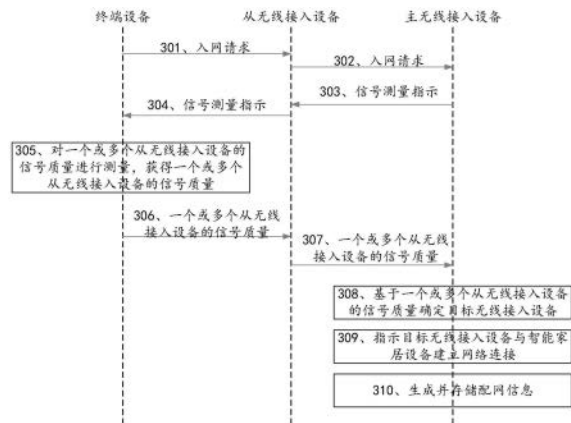 终端设备 从无线接入设备 主无线接入设备
301、入网请求
302、入网请求
303、信号测量指示
304、信号测量指示
305、对一个或多个从无线接入设备的
信号质量进行测量，获得一个或多个
从无线接入设备的信号质量
306、一个或多个从无线
接入设备的信号质量
307、一个或多个从无线
接入设备的信号质量
308、基于一个或多个从无线接入设备
的信号质量确定目标无线接入设备
309、指示目标无线接入设备与智能家
居设备建立网络连接
310、生成并存储配网信息